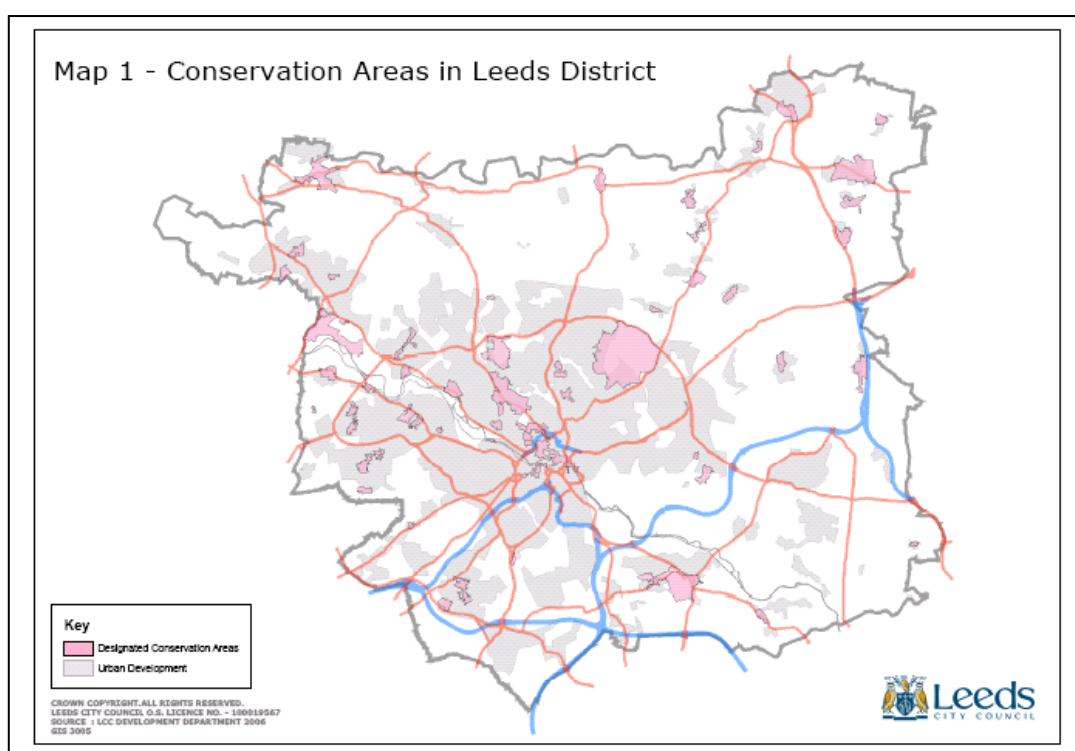 Map 1 - Conservation Areas in Leeds District
Key
Designated Conservation Areas
Urban Development
CROWN COPYRIGHT.ALL RIGHTS RESERVED.
LEEDS CITY COUNCIL O.S. LICENCE NO. - 100019567
SOURCE : LCC DEVELOPMENT DEPARTMENT 2006
GIS 3005
Leeds
CITY COUNCIL